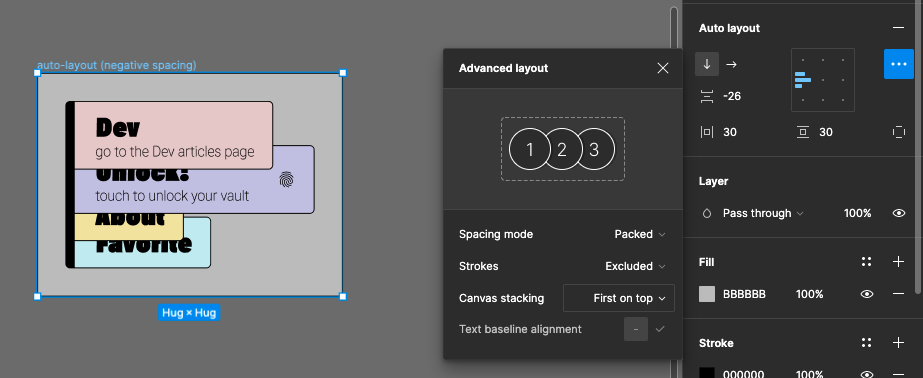 auto-layout (negative spacing)
Dev
go to the Dev articles page
Unlock!
touch to unlock your vault
About
Favorite
Hug × Hug
Advanced layout
1 2 3
Spacing mode Packed
Strokes Excluded
Canvas stacking First on top
Text baseline alignment -
Auto layout
-26
30 30
Layer
Pass through 100%
Fill
BBBBBB 100%
Stroke
000000 100%